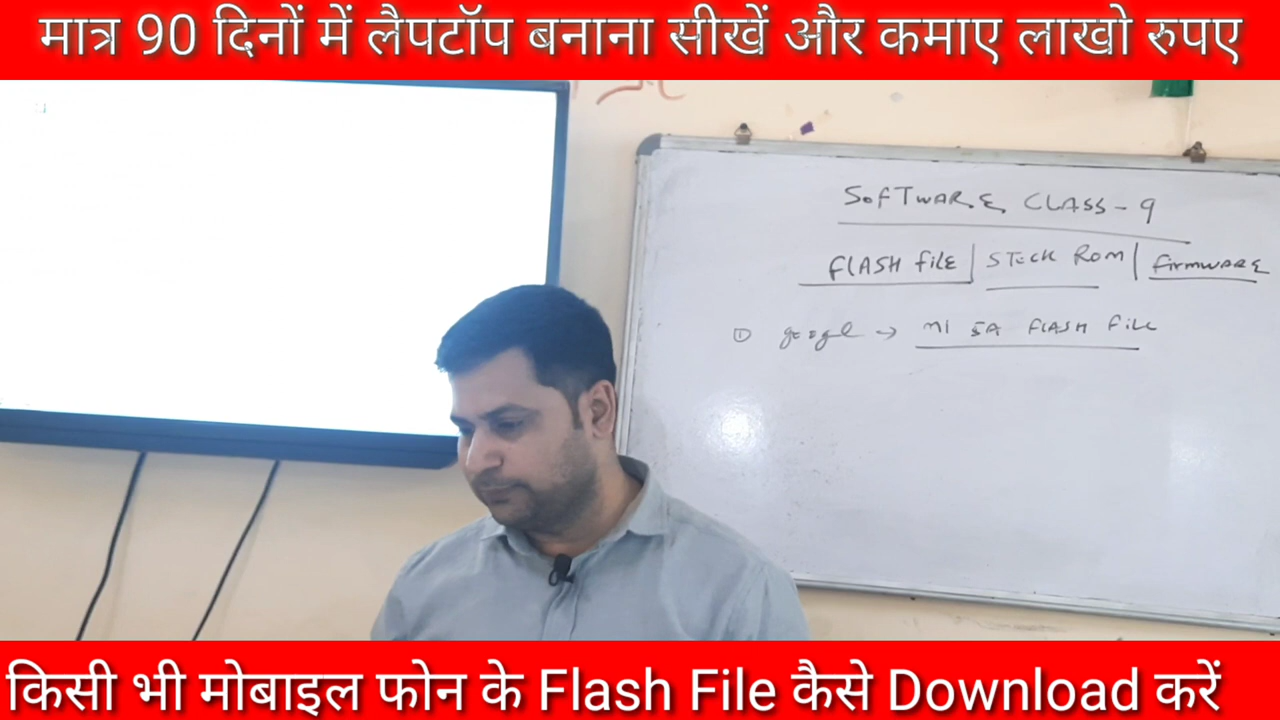 मात्र 90 दिनों में लैपटॉप बनाना सीखें और कमाए लाखो रुपए
SOFTWARE CLASS - 9
FLASH FILE | STOCK ROM | FIRMWARE
① google → MI 5A FLASH FILE
किसी भी मोबाइल फोन के Flash File कैसे Download करें